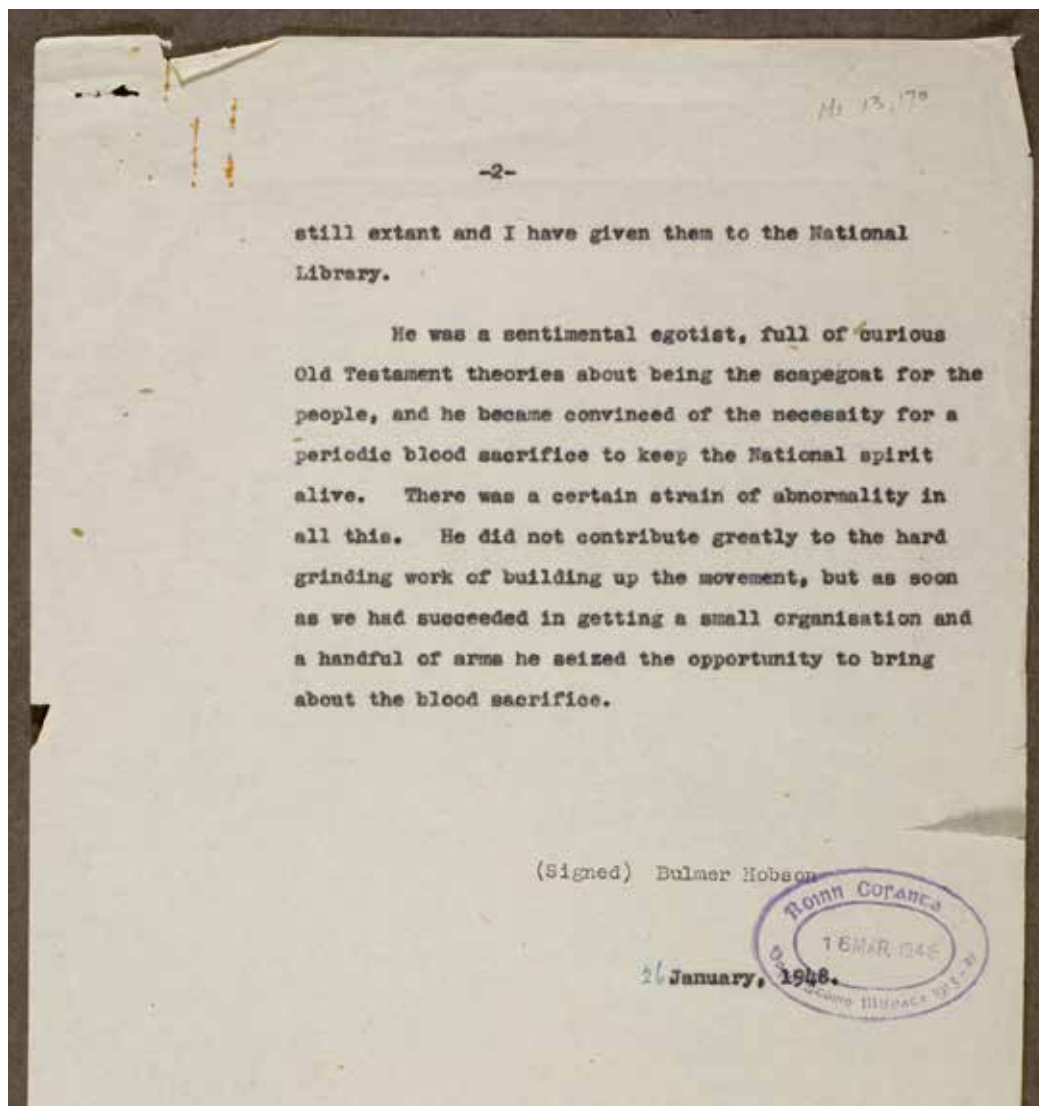 Ms 13,170
-2-
still extant and I have given them to the National
Library.
He was a sentimental egotist, full of curious
Old Testament theories about being the scapegoat for the
people, and he became convinced of the necessity for a
periodic blood sacrifice to keep the National spirit
alive. There was a certain strain of abnormality in
all this. He did not contribute greatly to the hard
grinding work of building up the movement, but as soon
as we had succeeded in getting a small organisation and
a handful of arms he seized the opportunity to bring
about the blood sacrifice.
(Signed) Bulmer Hobson
Roinn Cosanta
16 MAR 1948
26 January, 1948.